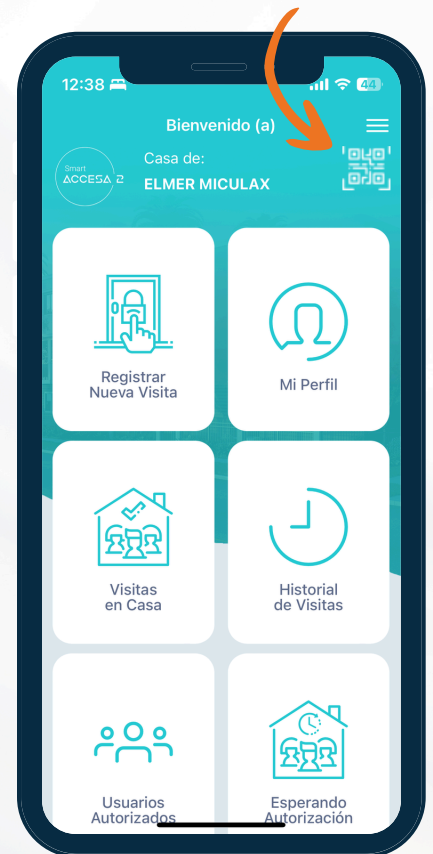 12:38
44
Bienvenido (a)
Smart
ACCESA 2
Casa de:
ELMER MICULAX
Registrar
Nueva Visita
Mi Perfil
Visitas
en Casa
Historial
de Visitas
Usuarios
Autorizados
Esperando
Autorización